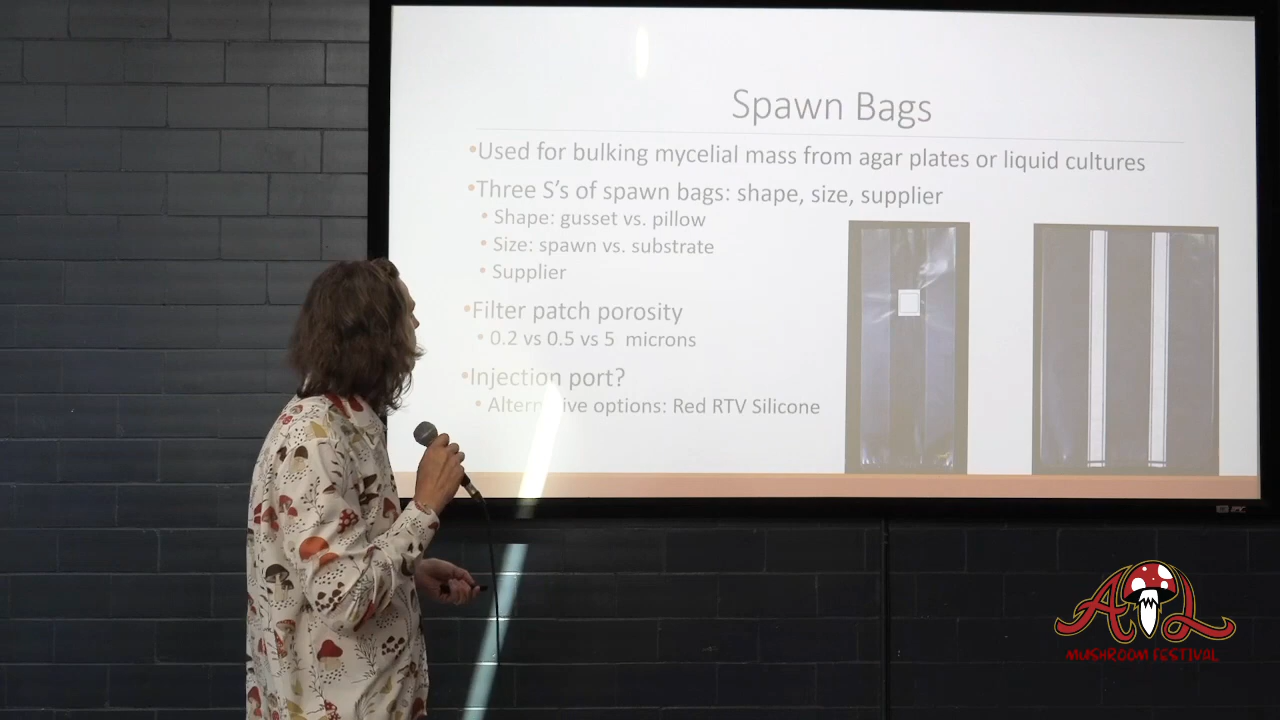 Spawn Bags
•Used for bulking mycelial mass from agar plates or liquid cultures
•Three S's of spawn bags: shape, size, supplier
• Shape: gusset vs. pillow
• Size: spawn vs. substrate
• Supplier
•Filter patch porosity
• 0.2 vs 0.5 vs 5 microns
•Injection port?
• Alternative options: Red RTV Silicone
ATL
MUSHROOM FESTIVAL